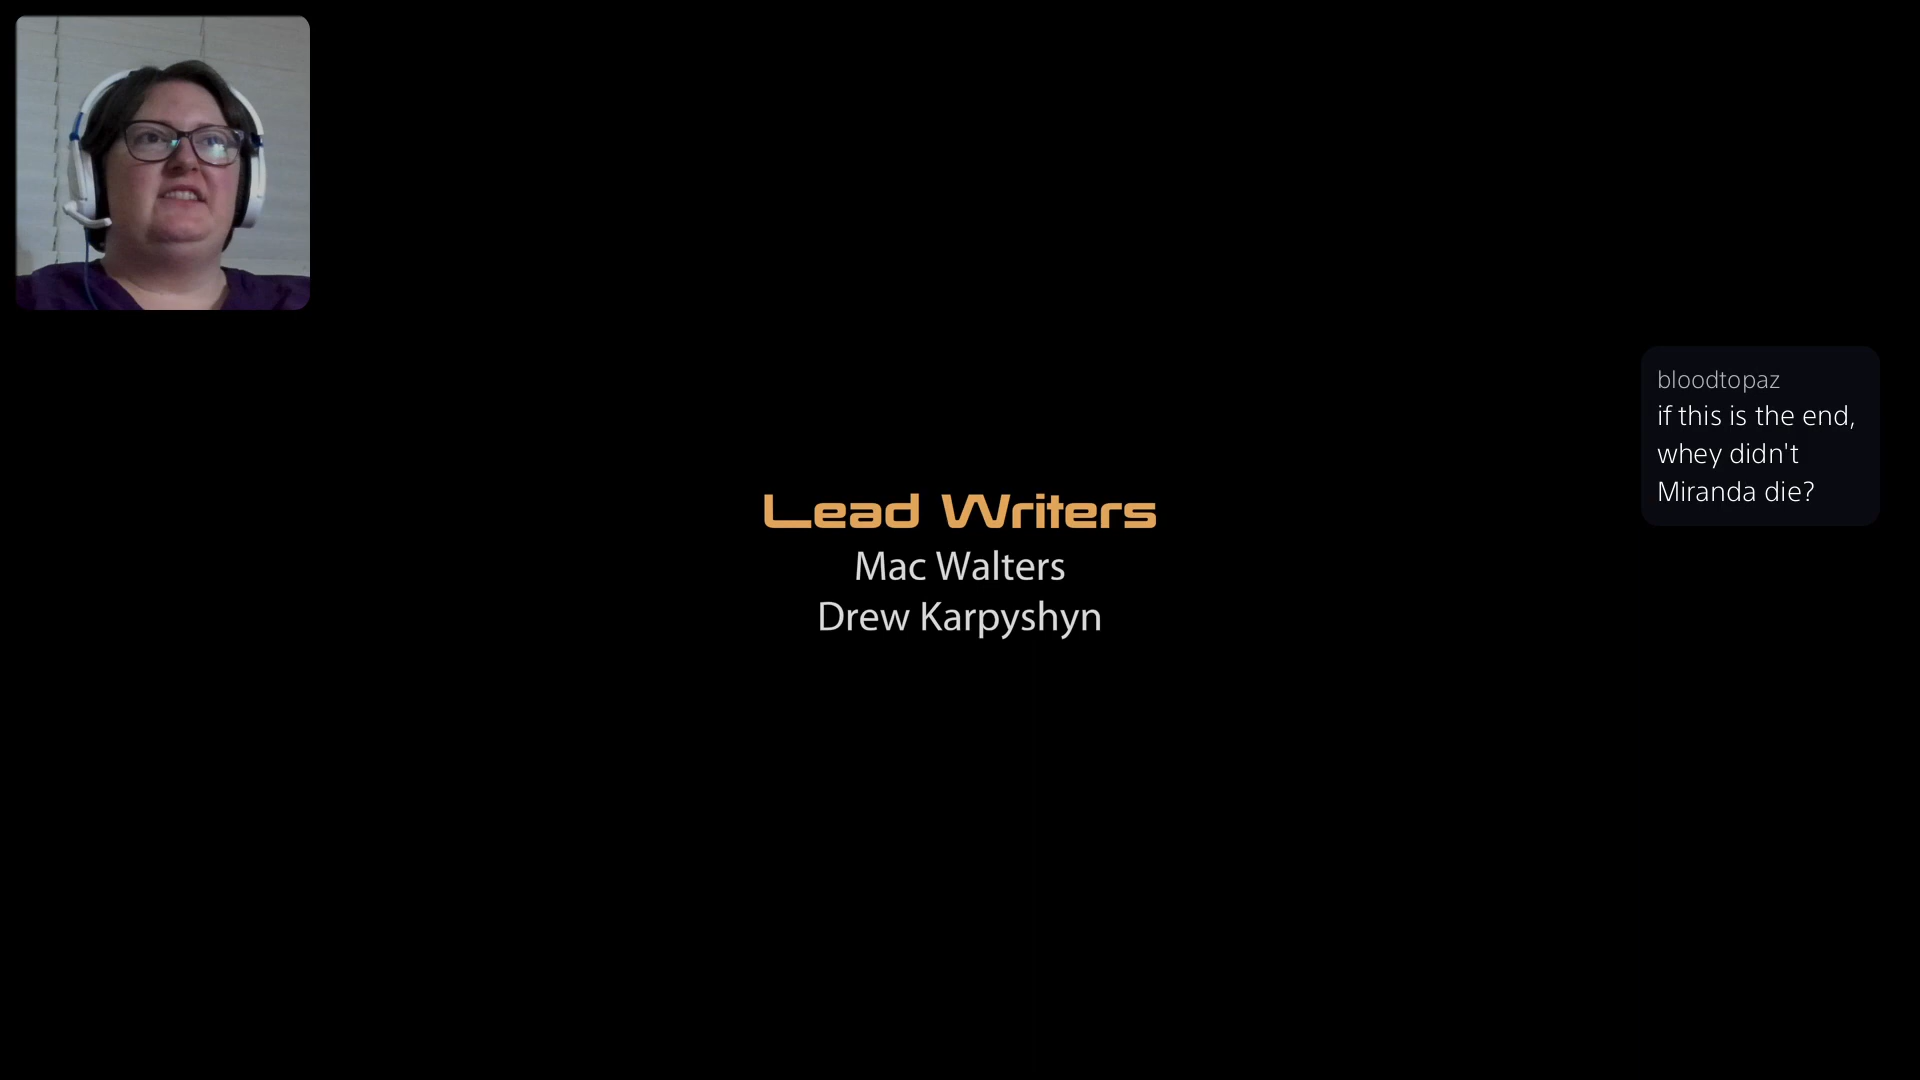 bloodtopaz
if this is the end,
whey didn't
Miranda die?
Lead Writers
Mac Walters
Drew Karpyshyn